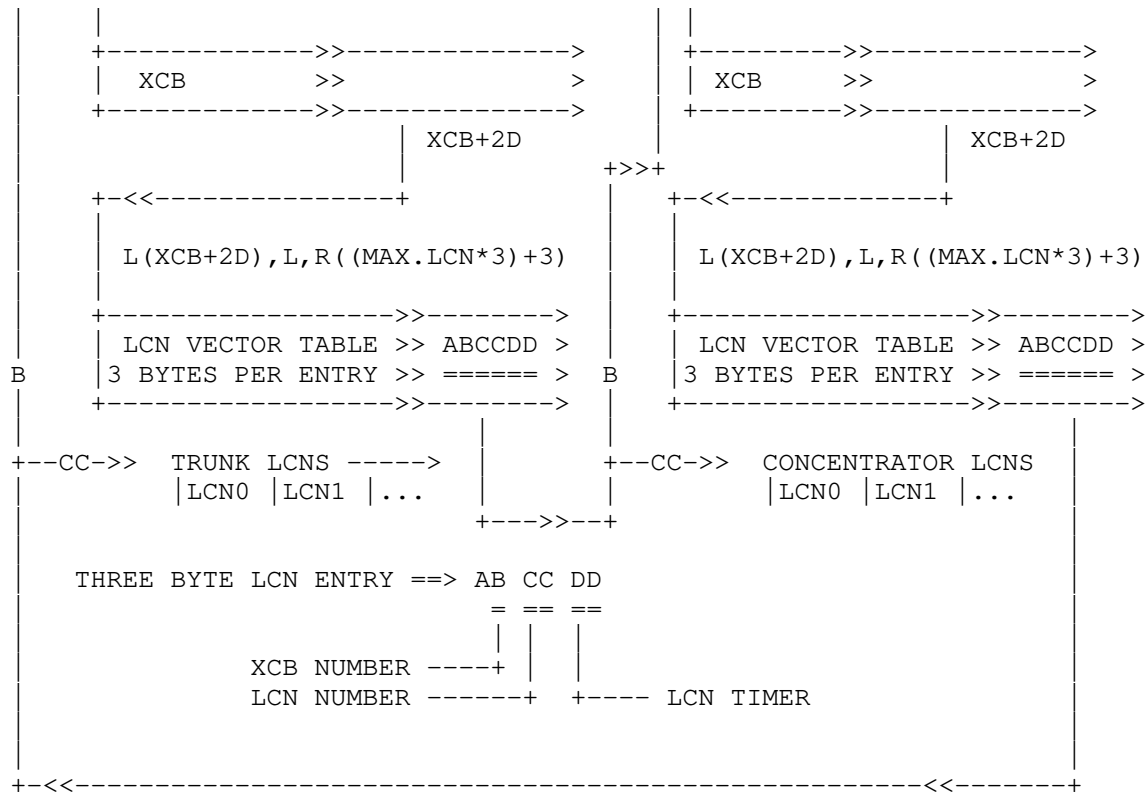 XCB >> > XCB >> >
XCB+2D XCB+2D
+>>+
+-<<---------------+ +-<<-------------+
L(XCB+2D),L,R((MAX.LCN*3)+3) L(XCB+2D),L,R((MAX.LCN*3)+3)
LCN VECTOR TABLE >> ABCCDD > LCN VECTOR TABLE >> ABCCDD >
B |3 BYTES PER ENTRY >> ====== > B |3 BYTES PER ENTRY >> ====== >
+--CC->> TRUNK LCNS -----> +--CC->> CONCENTRATOR LCNS
|LCN0 |LCN1 |... |LCN0 |LCN1 |...
+--->>--+
THREE BYTE LCN ENTRY ==> AB CC DD
= == ==
XCB NUMBER ----+
LCN NUMBER ------+ +---- LCN TIMER